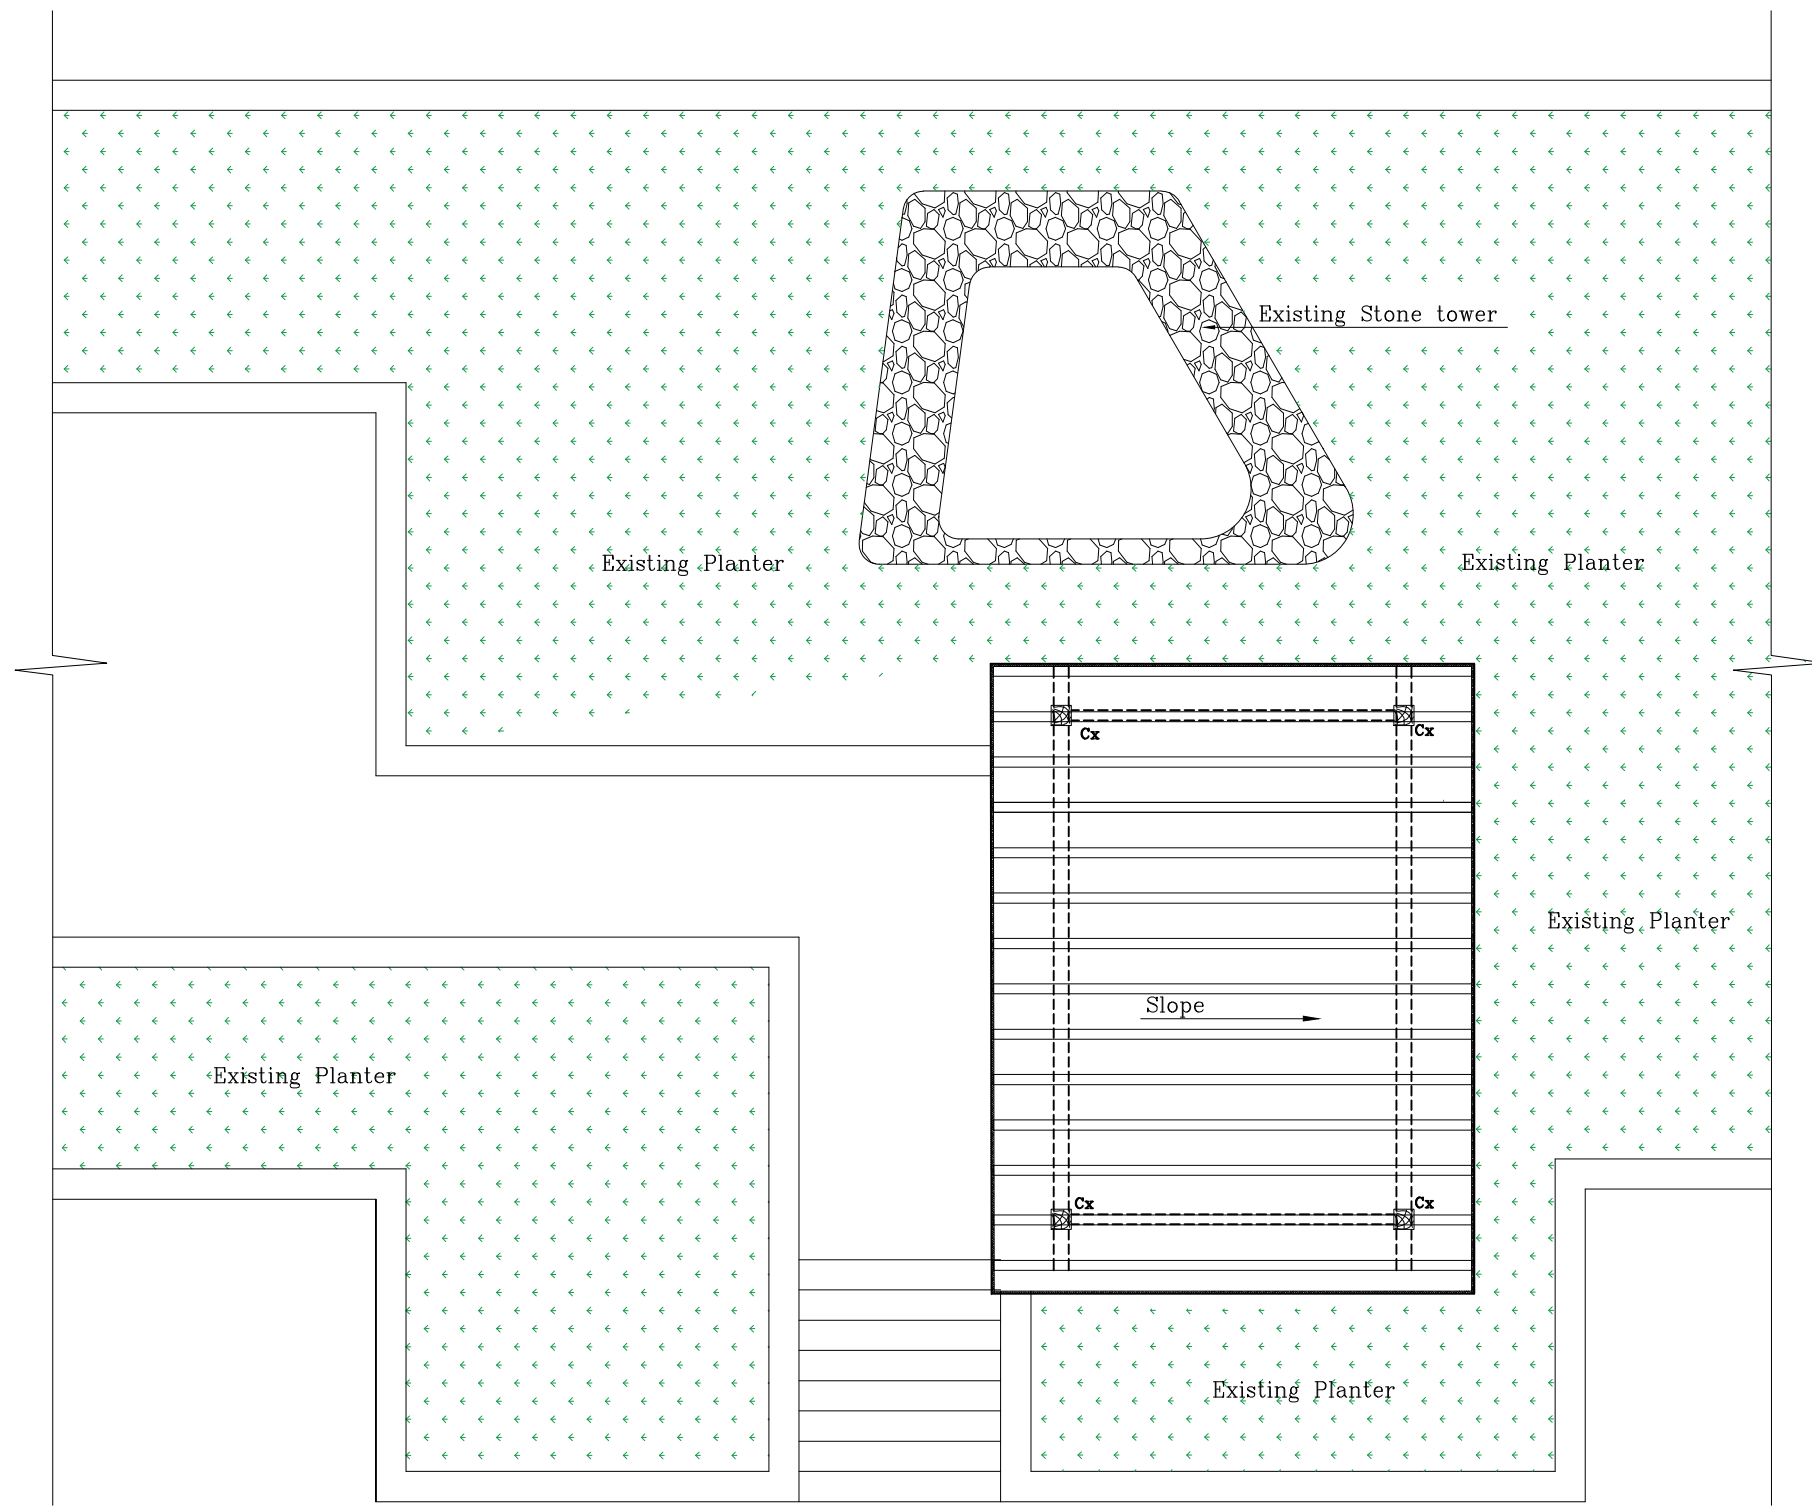 Existing Stone tower
Existing Planter
Existing Planter
Cx
Cx
Existing Planter
Slope
Existing Planter
Cx
Cx
Existing Planter